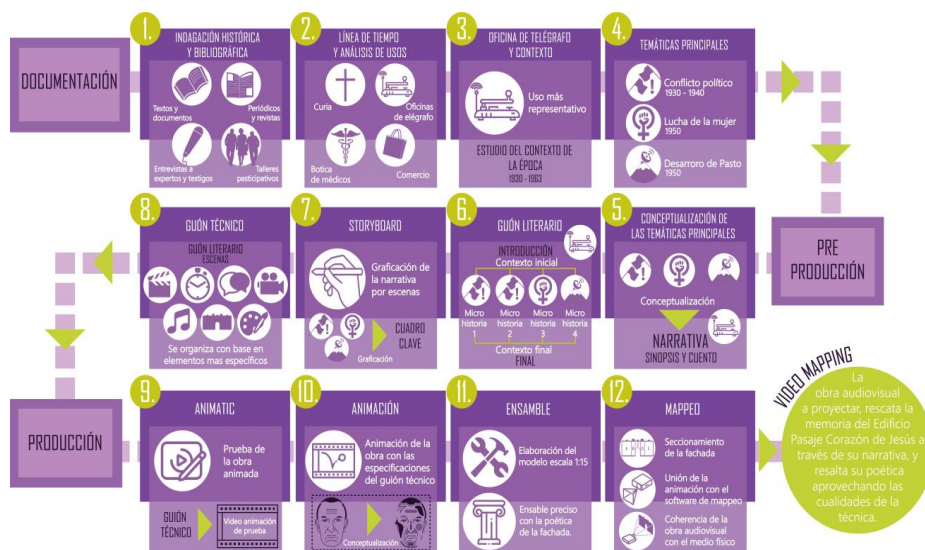 DOCUMENTACIÓN
1.
INDAGACIÓN HISTÓRICA
Y BIBLIOGRÁFICA
Textos y
documentos
Periódicos
y revistas
Entrevistas a
expertos y testigos
Talleres
pasticipativos
2.
LÍNEA DE TIEMPO
Y ANÁLISIS DE USOS
Curia
Oficinas
de elégrafo
Botica
de médicos
Comercio
3.
OFICINA DE TELÉGRAFO
Y CONTEXTO
Uso más
representativo
ESTUDIO DEL CONTEXTO DE
LA ÉPOCA
1930 - 1963
4.
TEMÁTICAS PRINCIPALES
Conflicto político
1930 - 1940
Lucha de la mujer
1950
Desarroro de Pasto
1950
PRE
PRODUCCIÓN
5.
CONCEPTUALIZACIÓN DE
LAS TEMÁTICAS PRINCIPALES
Conceptualización
NARRATIVA
SINOPSIS Y CUENTO
6.
GUIÓN LITERARIO
INTRODUCCIÓN
Contexto inicial
Micro
historia
1
Micro
historia
2
Micro
historia
3
Micro
historia
4
Contexto final
FINAL
7.
STORYBOARD
Graficación de
la narrativa
por escenas
Graficación
CUADRO
CLAVE
8.
GUÓN TÉCNICO
GUIÓN LITERARIO
ESCENAS
Se organiza con base en
elementos mas específicos
PRODUCCIÓN
9.
ANIMATIC
Prueba de
la obra
animada
GUIÓN
TÉCNICO
Video animación
de prueba
10.
ANIMACIÓN
Animación de la
obra con las
especificaciones
del guión técnico
Conceptualización
11.
ENSAMBLE
Elaboración del
modelo escala 1:15
Ensable preciso
con la poética
de la fachada.
12.
MAPPEO
Seccionamiento
de la fachada
Unión de la
animación con el
software de mappeo
Coherencia de la
obra audiovisual
con el medio físico
VIDEO MAPPING
La
obra audiovisual
a proyectar, rescata la
memoria del Edificio
Pasaje Corazón de Jesús a
través de su narrativa, y
resalta su poética
aprovechando las
cualidades de la
técnica.